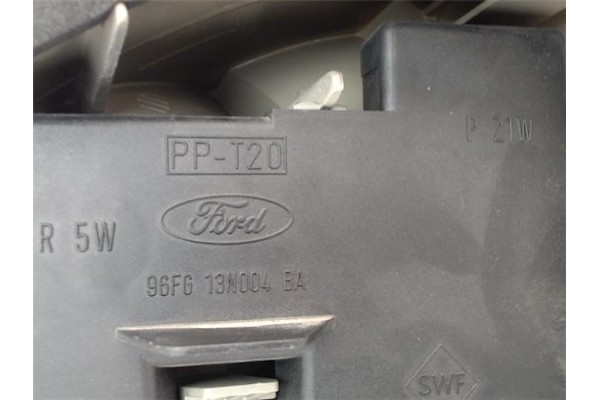 PP-T20
P 21W
Ford
R 5W
96FG 13N004 BA
SWF